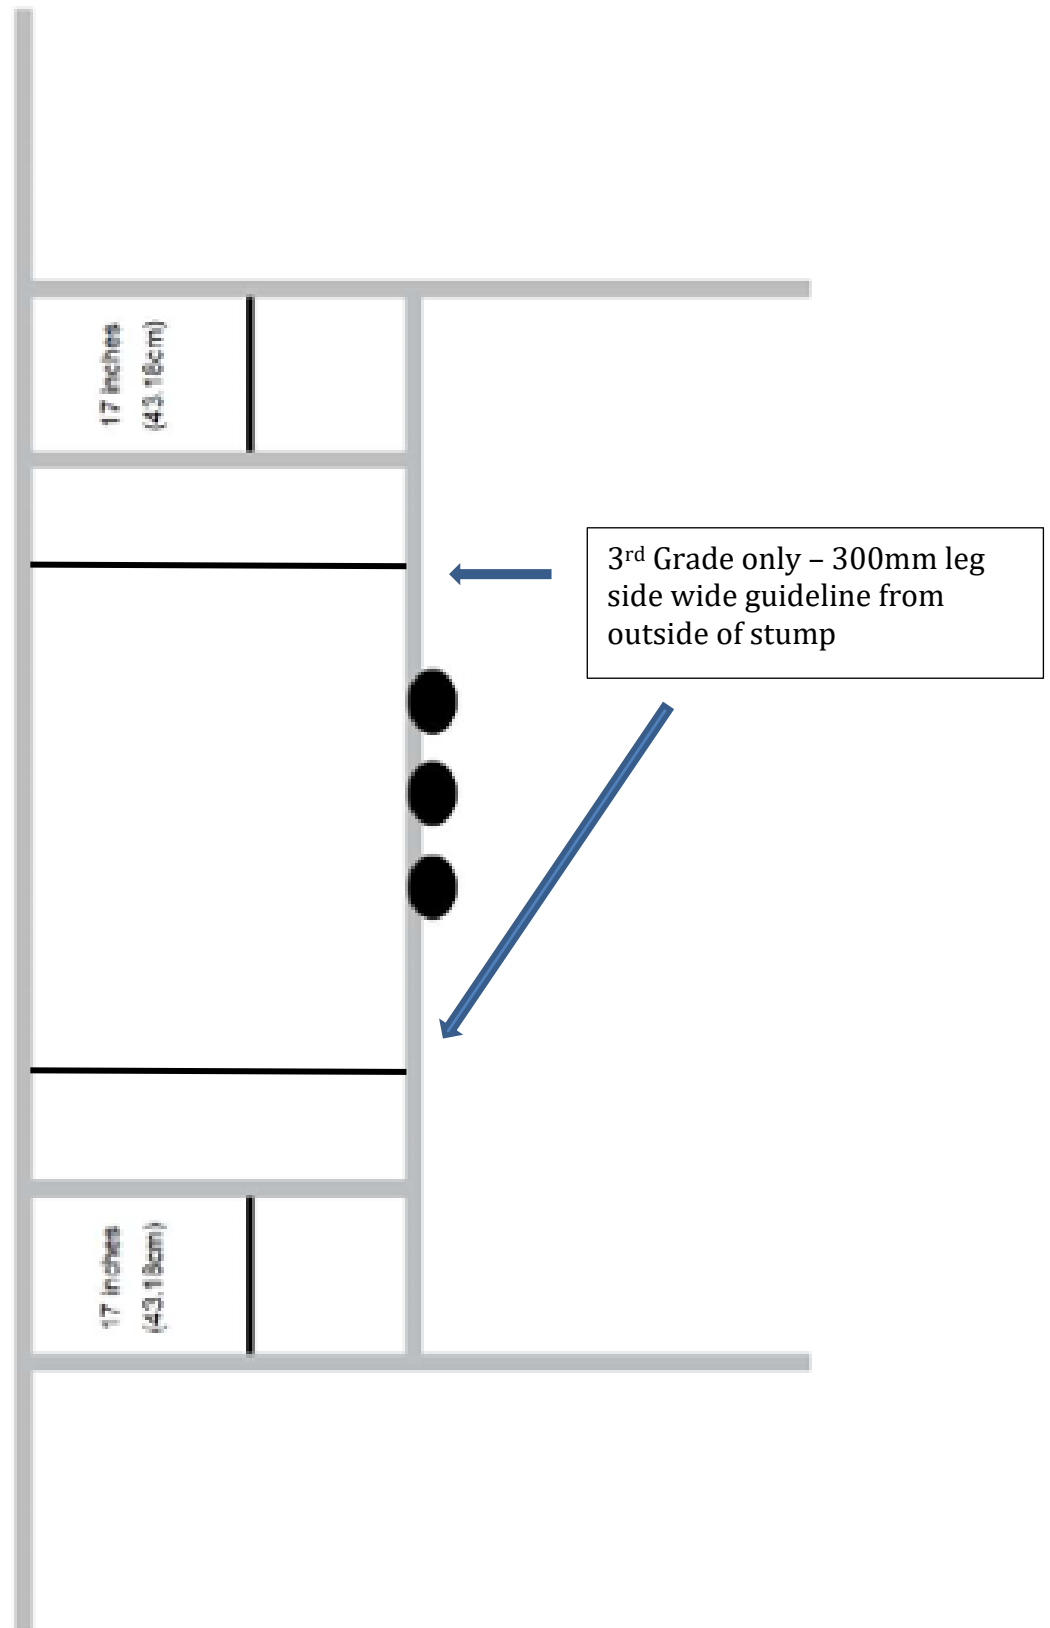 17 inches
(43.18cm)
3rd Grade only – 300mm leg
side wide guideline from
outside of stump
17 inches
(43.18cm)